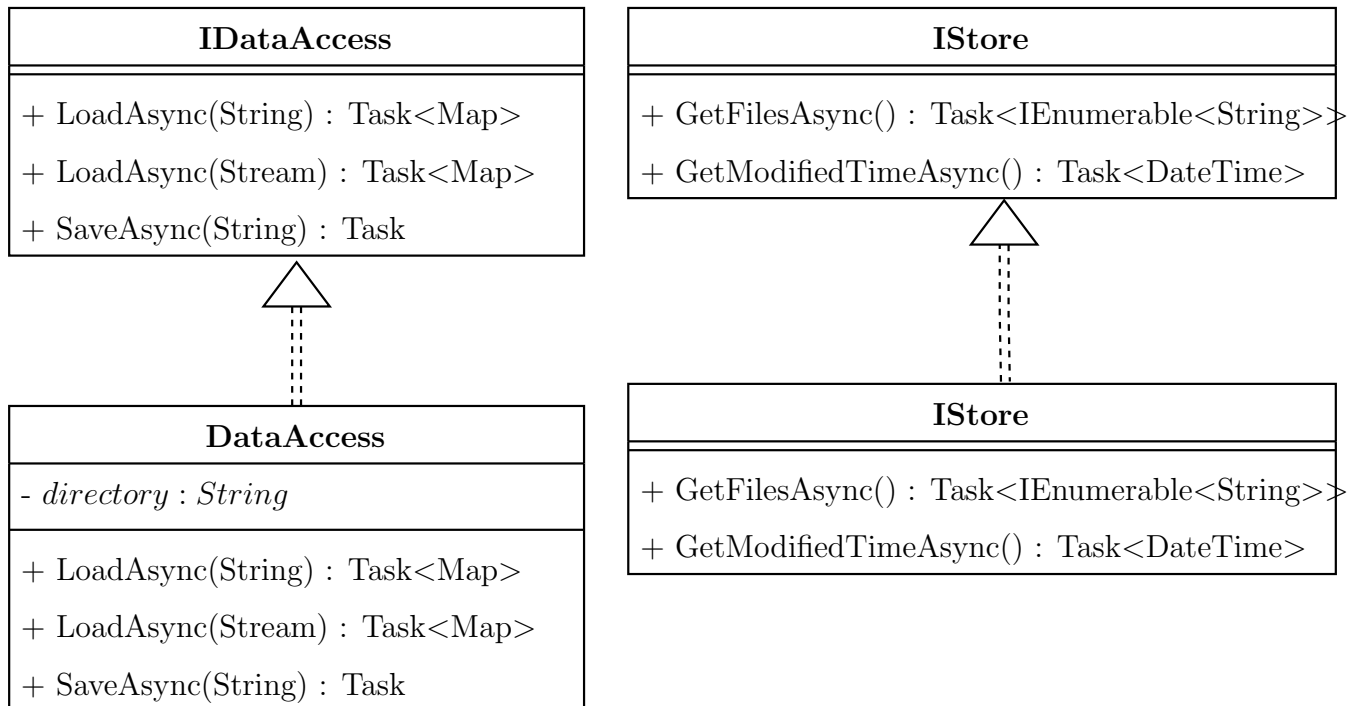 IDataAccess
+ LoadAsync(String) : Task<Map>
+ LoadAsync(Stream) : Task<Map>
+ SaveAsync(String) : Task
IStore
+ GetFilesAsync() : Task<IEnumerable<String>>
+ GetModifiedTimeAsync() : Task<DateTime>
DataAccess
- directory : String
+ LoadAsync(String) : Task<Map>
+ LoadAsync(Stream) : Task<Map>
+ SaveAsync(String) : Task
IStore
+ GetFilesAsync() : Task<IEnumerable<String>>
+ GetModifiedTimeAsync() : Task<DateTime>